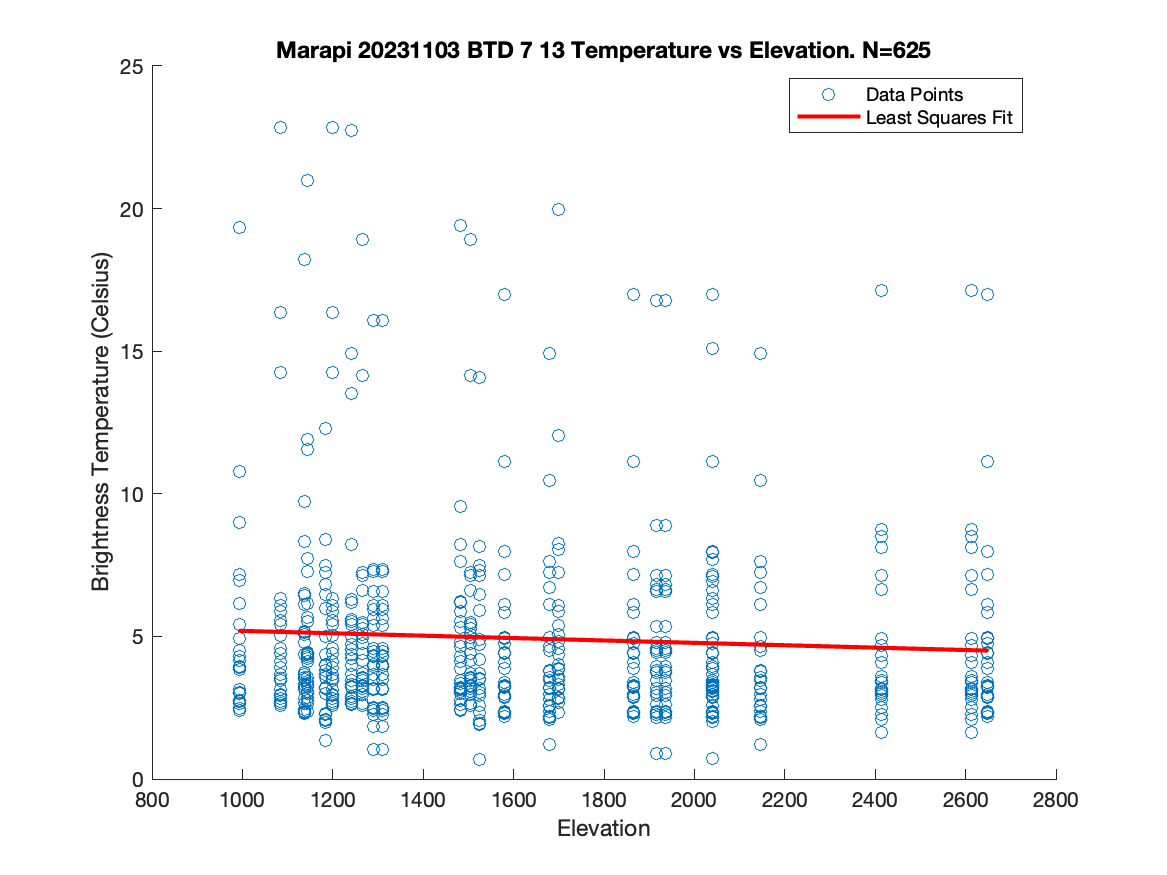 Marapi 20231103 BTD 7 13 Temperature vs Elevation. N=625
25
Data Points
Least Squares Fit
20
15
10
5
0
Brightness Temperature (Celsius)
800 1000 1200 1400 1600 1800 2000 2200 2400 2600 2800
Elevation